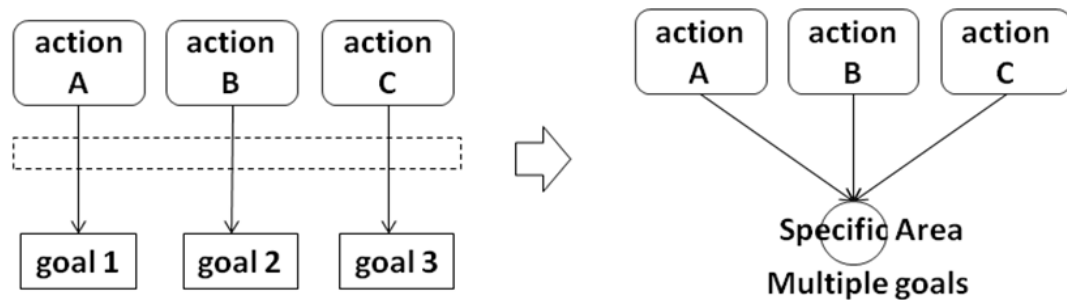 action
A
action
B
action
C
goal 1
goal 2
goal 3
action
A
action
B
action
C
Specific Area
Multiple goals